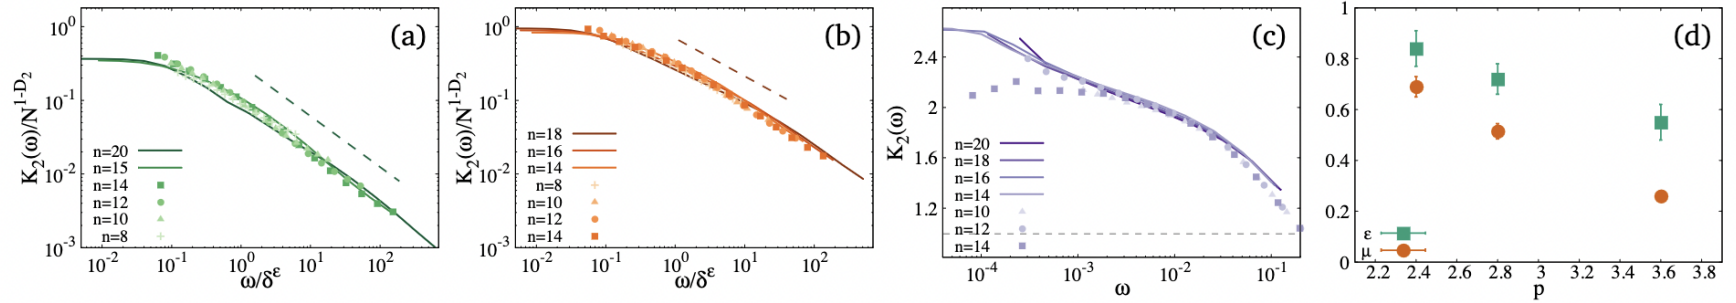 (a)
K₂(ω)/N^{1-D₂}
10⁰
10⁻¹
10⁻²
10⁻³
n=20
n=15
n=14
n=12
n=10
n=8
10⁻² 10⁻¹ 10⁰ 10¹ 10²
ω/δ^ε
(b)
K₂(ω)/N^{1-D₂}
10⁰
10⁻¹
10⁻²
10⁻³
n=18
n=16
n=14
n=8
n=10
n=12
n=14
10⁻² 10⁻¹ 10⁰ 10¹ 10²
ω/δ^ε
(c)
K₂(ω)
2.4
2
1.6
1.2
n=20
n=18
n=16
n=14
n=10
n=12
n=14
10⁻⁴ 10⁻³ 10⁻² 10⁻¹
ω
(d)
1
0.8
0.6
0.4
0.2
0
ε
μ
2.2 2.4 2.6 2.8 3 3.2 3.4 3.6 3.8
p